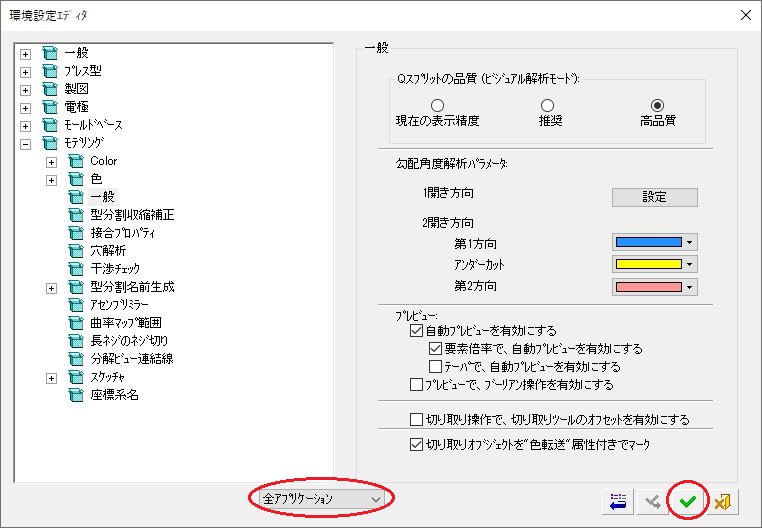 環境設定ｴﾃﾞｨﾀ
一般
ﾌﾟﾚｽ型
製図
電極
ﾓｰﾙﾄﾞﾍﾞｰｽ
ﾓﾃﾞﾘﾝｸﾞ
Color
色
一般
型分割収縮補正
接合ﾌﾟﾛﾊﾟﾃｨ
穴解析
干渉ﾁｪｯｸ
型分割名前生成
ｱｾﾝﾌﾞﾘﾐﾗｰ
曲率ﾏｯﾌﾟ範囲
長ﾈｼﾞのﾈｼﾞ切り
分解ﾋﾞｭｰ連結線
ｽｹｯﾁｬ
座標系名
全ｱﾌﾟﾘｹｰｼｮﾝ
一般
Qｽﾌﾟﾘｯﾄの品質 (ﾋﾞｼﾞｭｱﾙ解析ﾓｰﾄﾞ):
現在の表示精度 推奨 高品質
勾配角度解析ﾊﾟﾗﾒｰﾀ:
1開き方向 設定
2開き方向
第1方向
ｱﾝﾀﾞｰｶｯﾄ
第2方向
ﾌﾟﾚﾋﾞｭｰ:
自動ﾌﾟﾚﾋﾞｭｰを有効にする
要素倍率で、自動ﾌﾟﾚﾋﾞｭｰを有効にする
ﾃｰﾊﾟで、自動ﾌﾟﾚﾋﾞｭｰを有効にする
ﾌﾟﾚﾋﾞｭｰで、ﾌﾞｰﾘｱﾝ操作を有効にする
切り取り操作で、切り取りﾂｰﾙのｵﾌｾｯﾄを有効にする
切り取りｵﾌﾞｼﾞｪｸﾄを"色転送"属性付きでﾏｰｸ